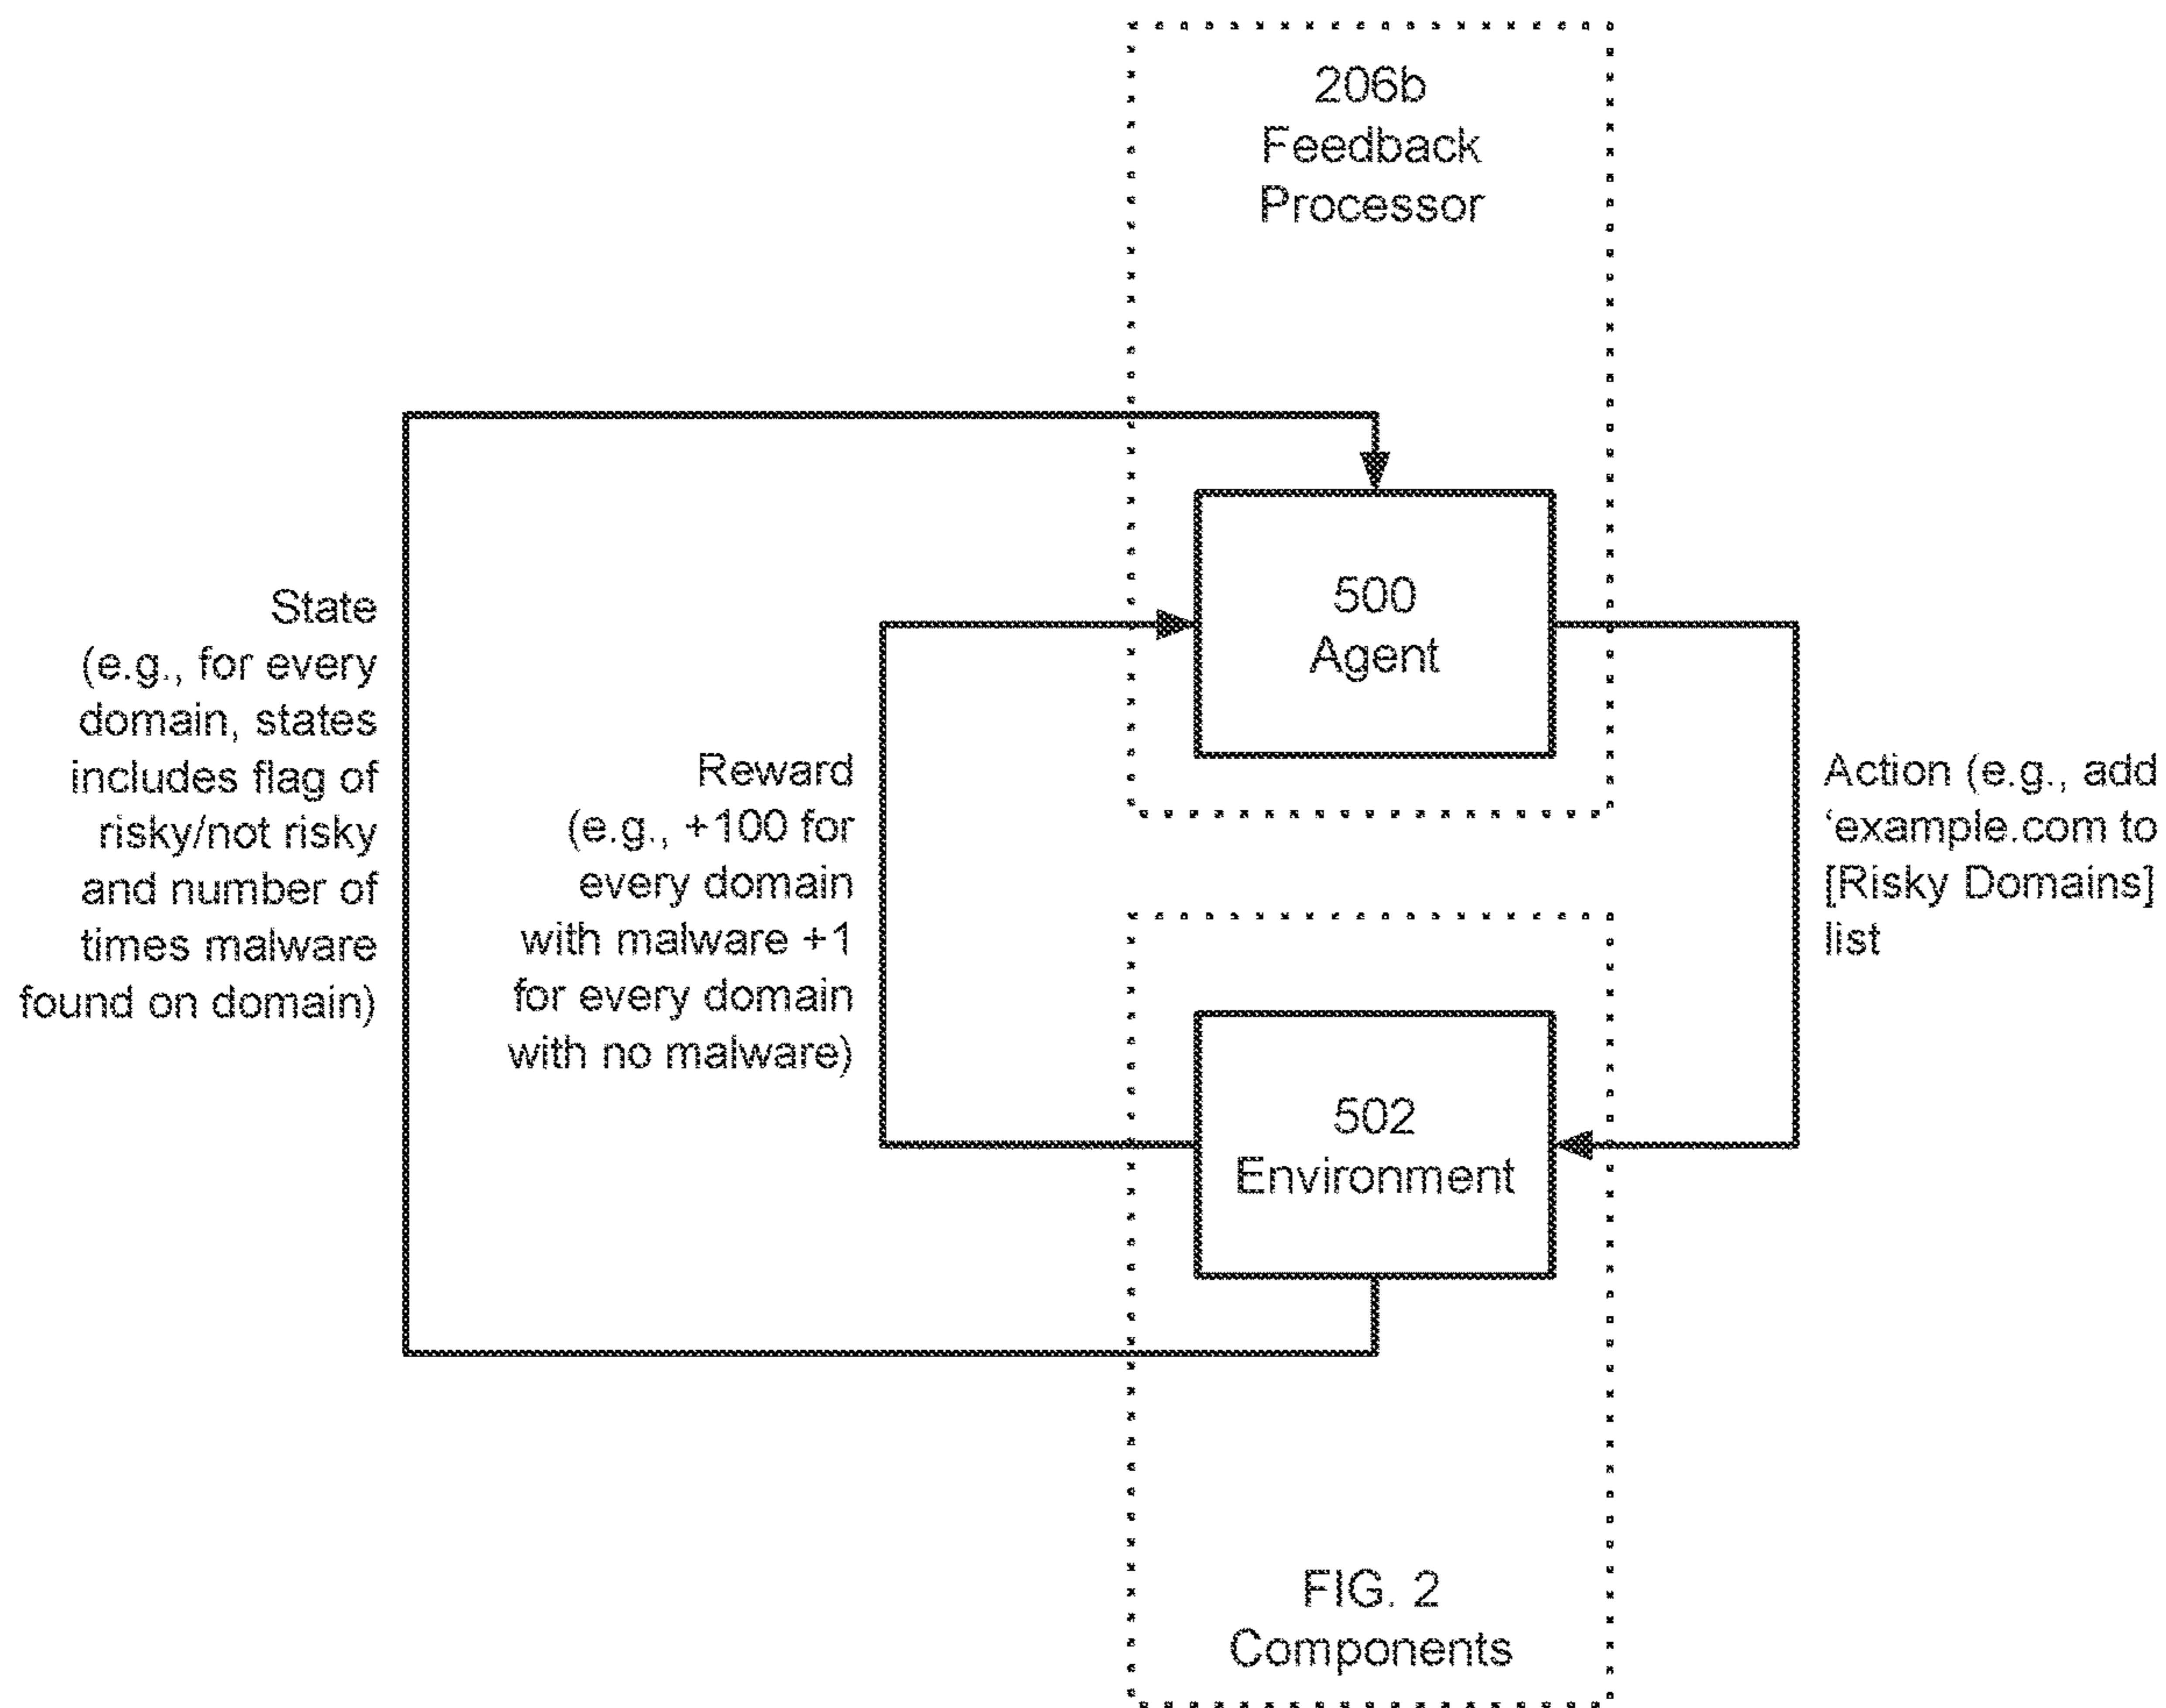 206b
Feedback
Processor
500
Agent
State
(e.g., for every
domain, states
includes flag of
risky/not risky
and number of
times malware
found on domain)
Reward
(e.g., +100 for
every domain
with malware +1
for every domain
with no malware)
Action (e.g., add
‘example.com to
[Risky Domains]
list
502
Environment
FIG. 2
Components